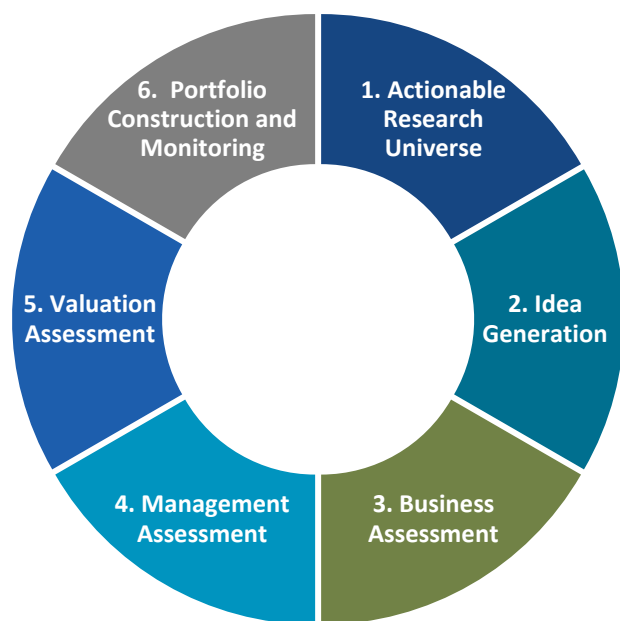 1. Actionable
Research
Universe
2. Idea
Generation
3. Business
Assessment
4. Management
Assessment
5. Valuation
Assessment
6.  Portfolio
Construction and
Monitoring